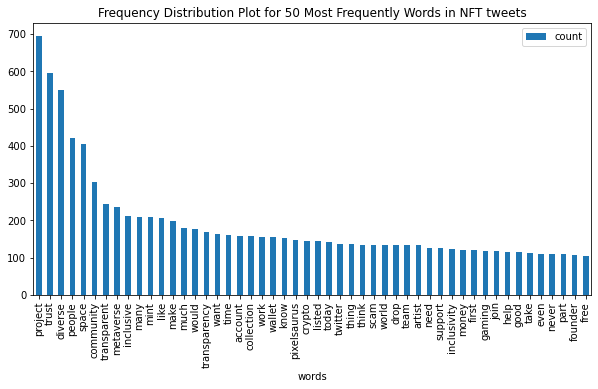 Frequency Distribution Plot for 50 Most Frequently Words in NFT tweets
count
700
600
500
400
300
200
100
0
project
trust
diverse
people
space
community
transparent
metaverse
inclusive
many
mint
like
make
much
would
transparency
want
time
account
collection
work
wallet
know
pixelsaurus
crypto
listed
today
twitter
thing
think
scam
world
drop
team
artist
need
support
inclusivity
money
first
gaming
join
help
good
take
even
never
part
founder
free
words